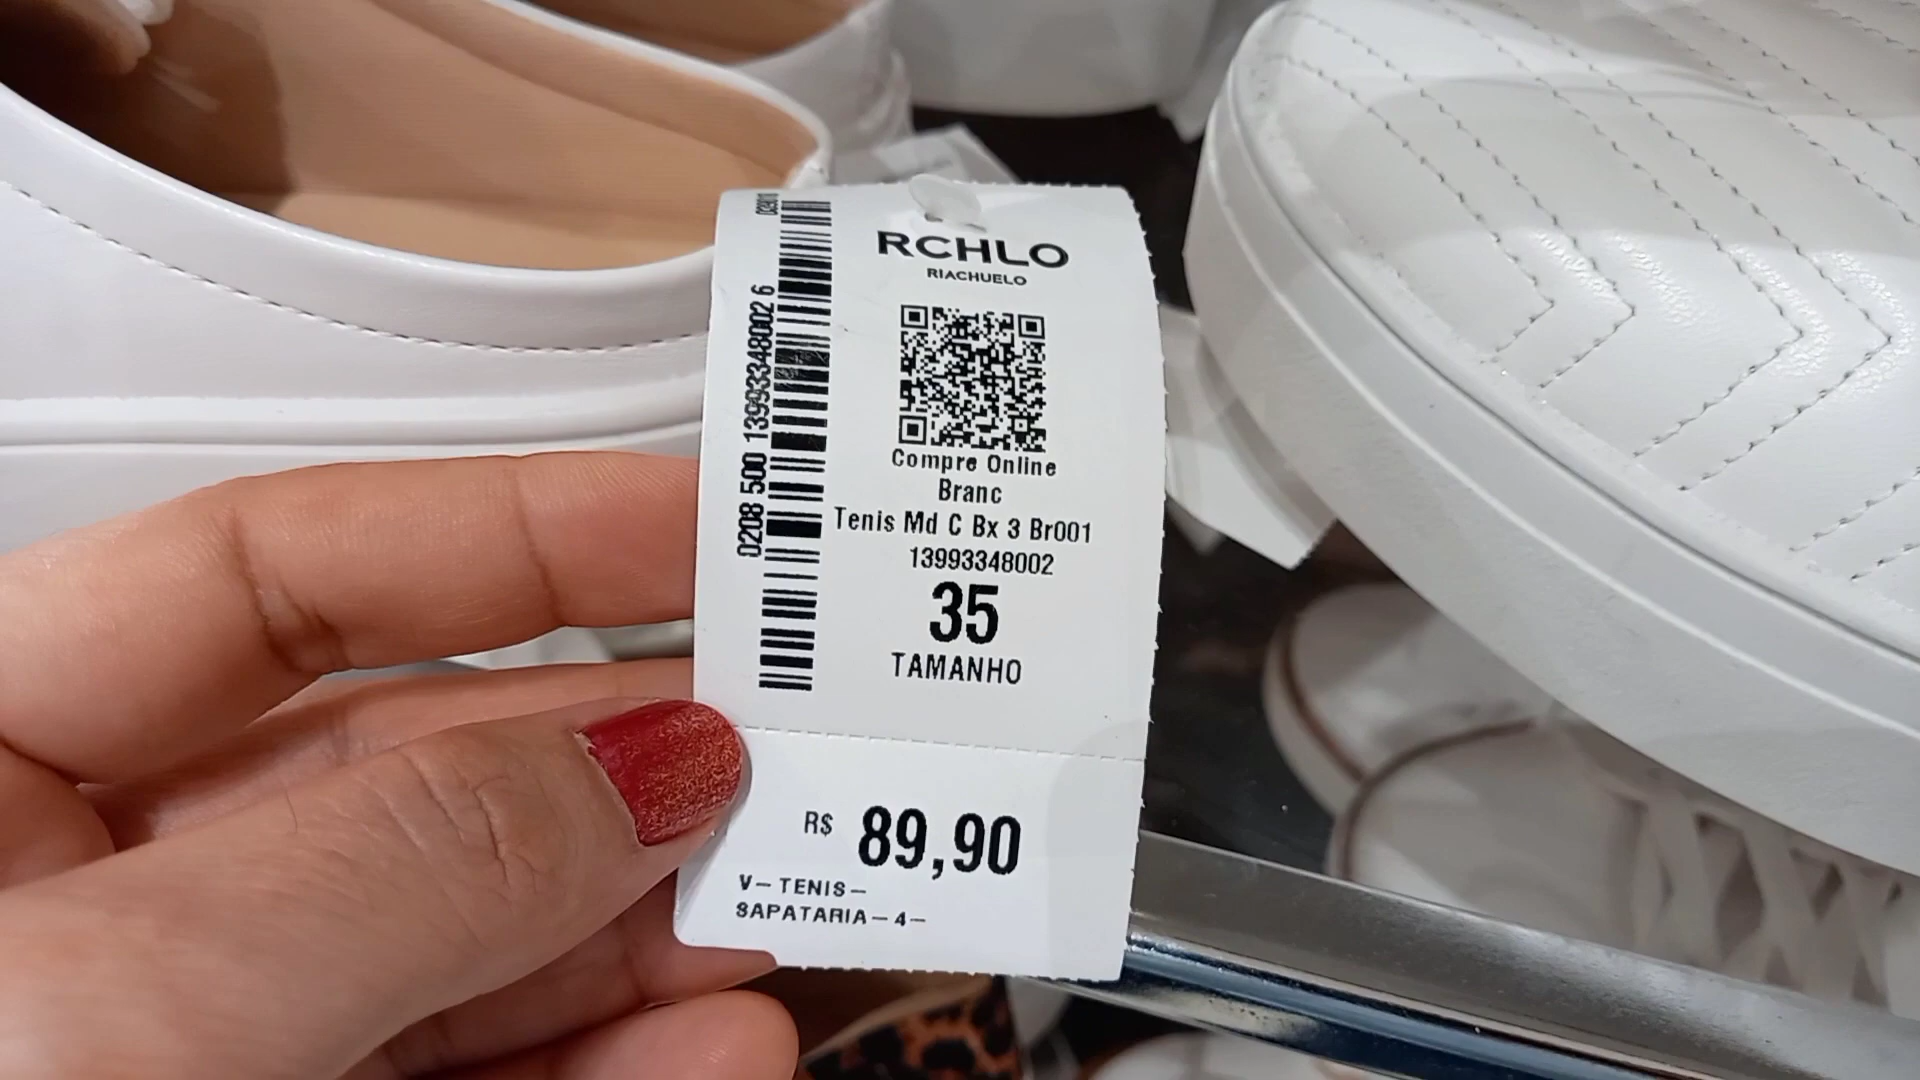 RCHLO
RIACHUELO
0208 500 13993348002 6
Compre Online
Branc
Tenis Md C Bx 3 Br001
13993348002
35
TAMANHO
R$ 89,90
V- TENIS-
SAPATARIA-4-